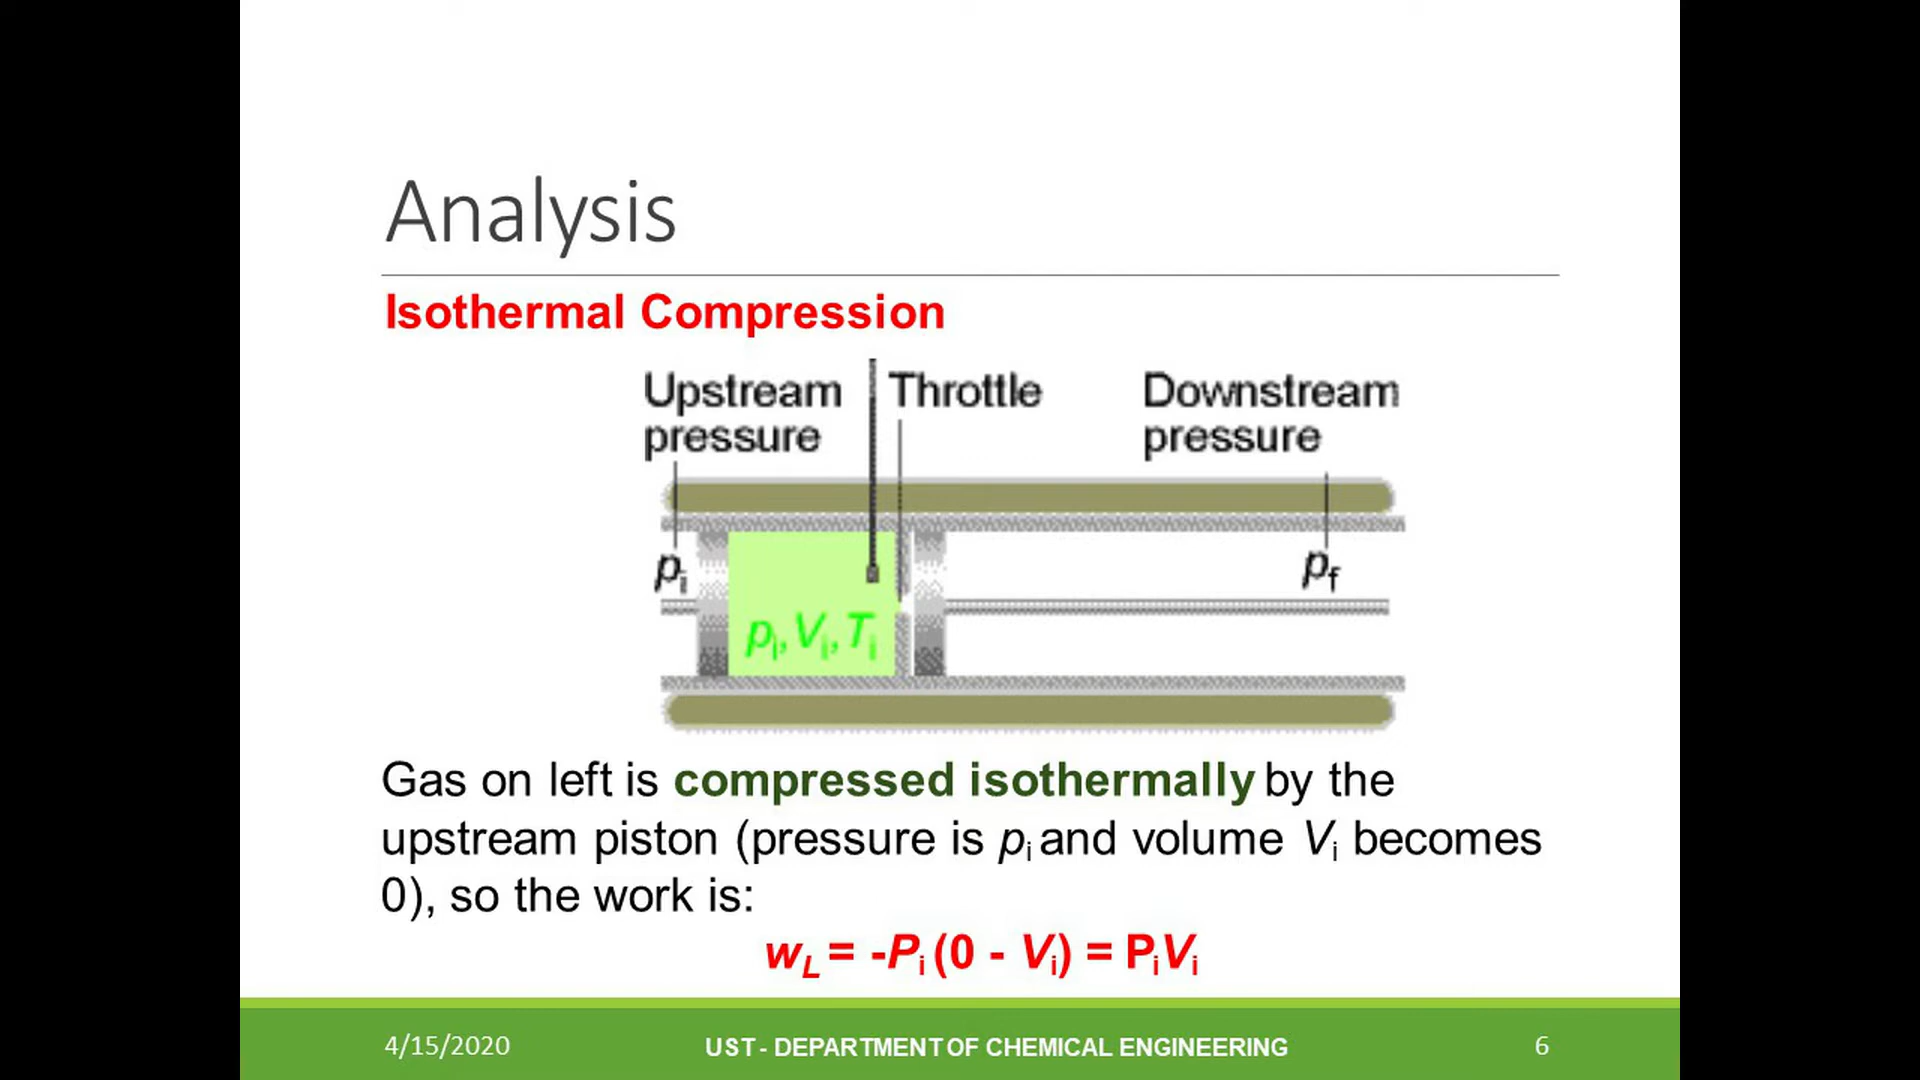 Analysis
Isothermal Compression
Upstream pressure
Throttle
Downstream pressure
pi
pf
pi, Vi, Ti
Gas on left is compressed isothermally by the
upstream piston (pressure is pi and volume Vi becomes
0), so the work is:
wL = -Pi (0 - Vi) = PiVi
4/15/2020
UST - DEPARTMENT OF CHEMICAL ENGINEERING
6